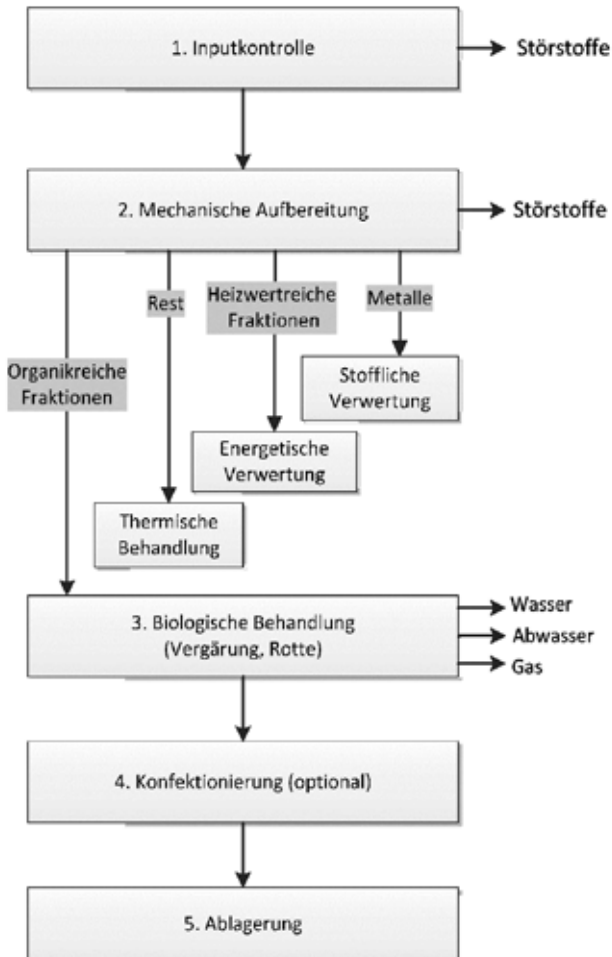 1. Inputkontrolle
Störstoffe
2. Mechanische Aufbereitung
Störstoffe
Organikreiche
Fraktionen
Rest
Heizwertreiche
Fraktionen
Metalle
Stoffliche
Verwertung
Energetische
Verwertung
Thermische
Behandlung
3. Biologische Behandlung
(Vergärung, Rotte)
Wasser
Abwasser
Gas
4. Konfektionierung (optional)
5. Ablagerung